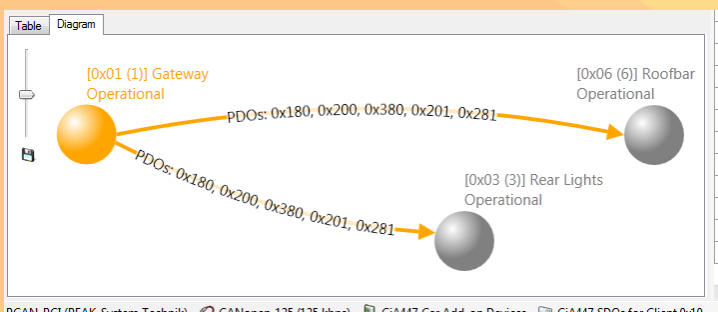 Table Diagram
[0x01 (1)] Gateway
Operational
[0x06 (6)] Roofbar
Operational
PDOs: 0x180, 0x200, 0x380, 0x201, 0x281
PDOs: 0x180, 0x200, 0x380, 0x201, 0x281
[0x03 (3)] Rear Lights
Operational
PCAN-PCI (PEAK-System Technik) CANopen 125 (125 kbps) CiA447 Car Add-on Devices CiA447 SDOs for Client 0x10